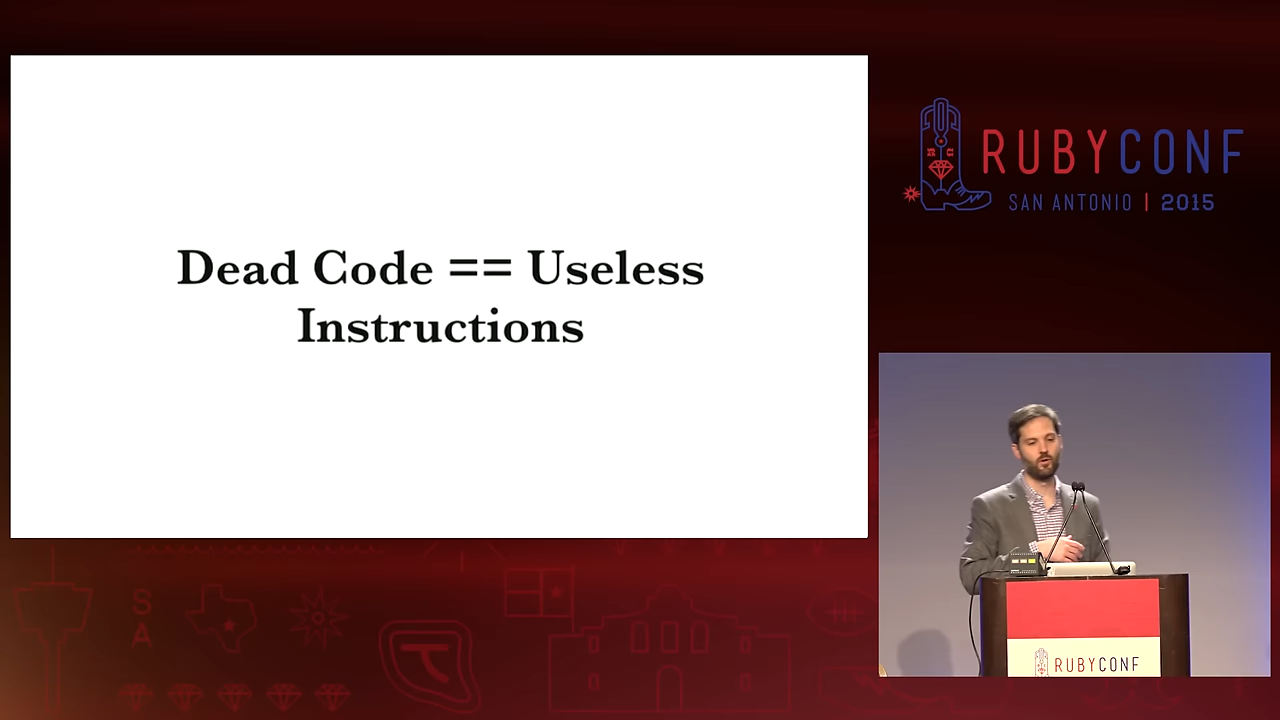 Dead Code == Useless
Instructions
RUBYCONF
SAN ANTONIO | 2015
S
A
RUBYCONF